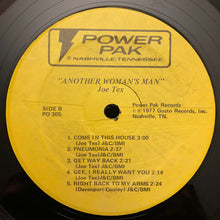 POWER
PAK
NASHVILLE·TENNESSEE
"ANOTHER WOMAN'S MAN"
Joe Tex
SIDE B
PO 305
Power Pak Records
© 1977 Gusto Records, Inc.
Nashville, TN.
1 COME IN THIS HOUSE 3:00
(Joe Tex) J&C/BMI
2 PNEUMONIA 2:37
(Joe Tex)J&C/BMI
3 GET WAY BACK 2:21
(Joe Tex) J&C/BMI
4 GEE, I REALLY WANT YOU 2:14
(Joe Tex) J&C/BMI
5 RIGHT BACK TO MY ARMS 2:24
(Davenport-Cooley) J&C/BMI